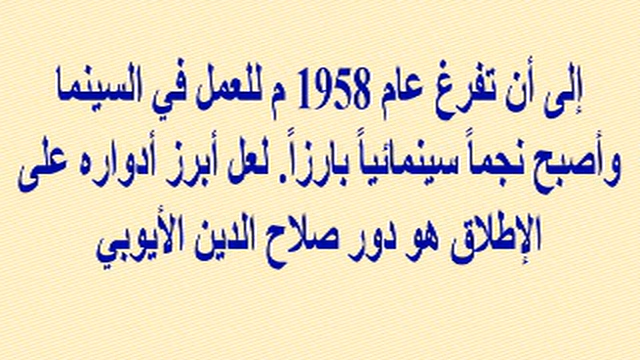 إلى أن تفرغ عام 1958 م للعمل في السينما
وأصبح نجماً سينمائياً بارزاً. لعل أبرز أدواره على
الإطلاق هو دور صلاح الدين الأيوبي